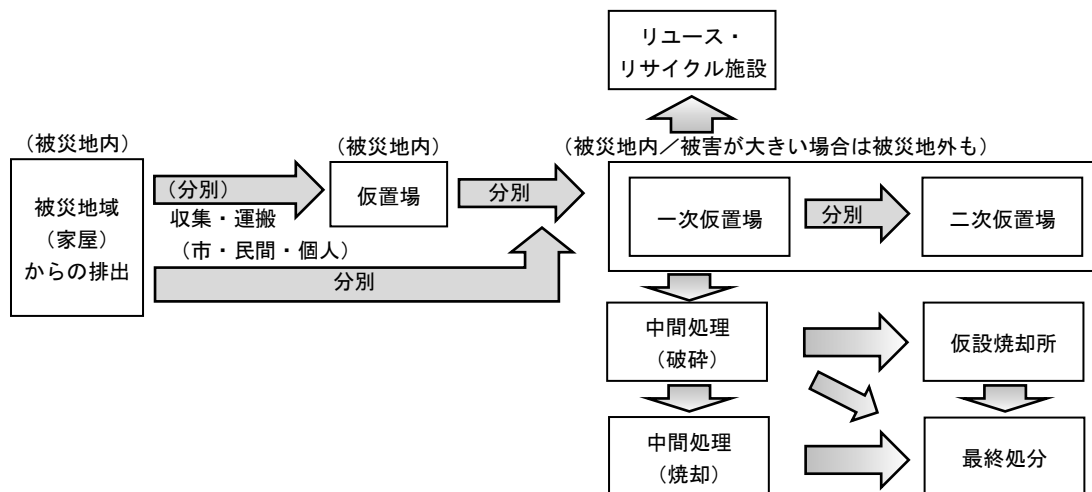 リユース・
リサイクル施設
（被災地内）
（被災地内）
（被災地内／被害が大きい場合は被災地外も）
被災地域
（家屋）
からの排出
（分別）
収集・運搬
（市・民間・個人）
分別
仮置場
分別
一次仮置場
分別
二次仮置場
中間処理
（破砕）
仮設焼却所
中間処理
（焼却）
最終処分